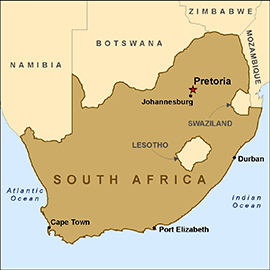 ZIMBABWE
BOTSWANA
MOZAMBIQUE
NAMIBIA
Pretoria
Johannesburg
SWAZILAND
LESOTHO
Durban
SOUTH AFRICA
Atlantic
Ocean
Indian
Ocean
Cape Town
Port Elizabeth